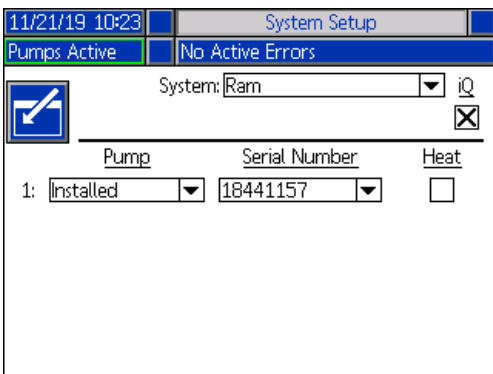 11/21/19 10:23 System Setup
Pumps Active No Active Errors
System: Ram iQ
Pump Serial Number Heat
1: Installed 18441157